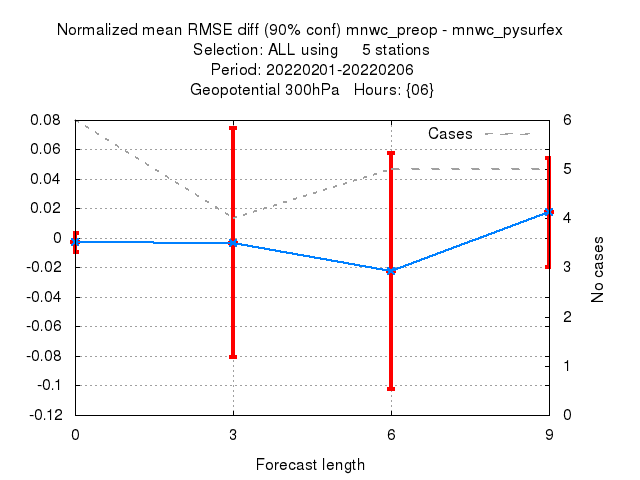 Normalized mean RMSE diff (90% conf) mnwc_preop - mnwc_pysurfex
Selection: ALL using     5 stations
Period: 20220201-20220206
Geopotential 300hPa   Hours: {06}
Cases
0.08
0.06
0.04
0.02
0
-0.02
-0.04
-0.06
-0.08
-0.1
-0.12
6
5
4
3
2
1
0
No cases
0 3 6 9
Forecast length